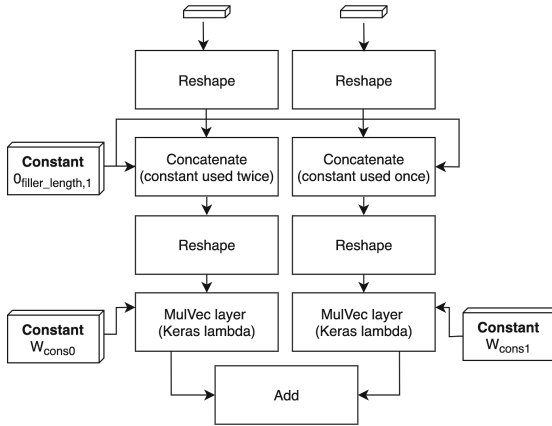 Reshape
Reshape
Constant
0filler_length,1
Concatenate
(constant used twice)
Concatenate
(constant used once)
Reshape
Reshape
Constant
Wcons0
MulVec layer
(Keras lambda)
MulVec layer
(Keras lambda)
Constant
Wcons1
Add